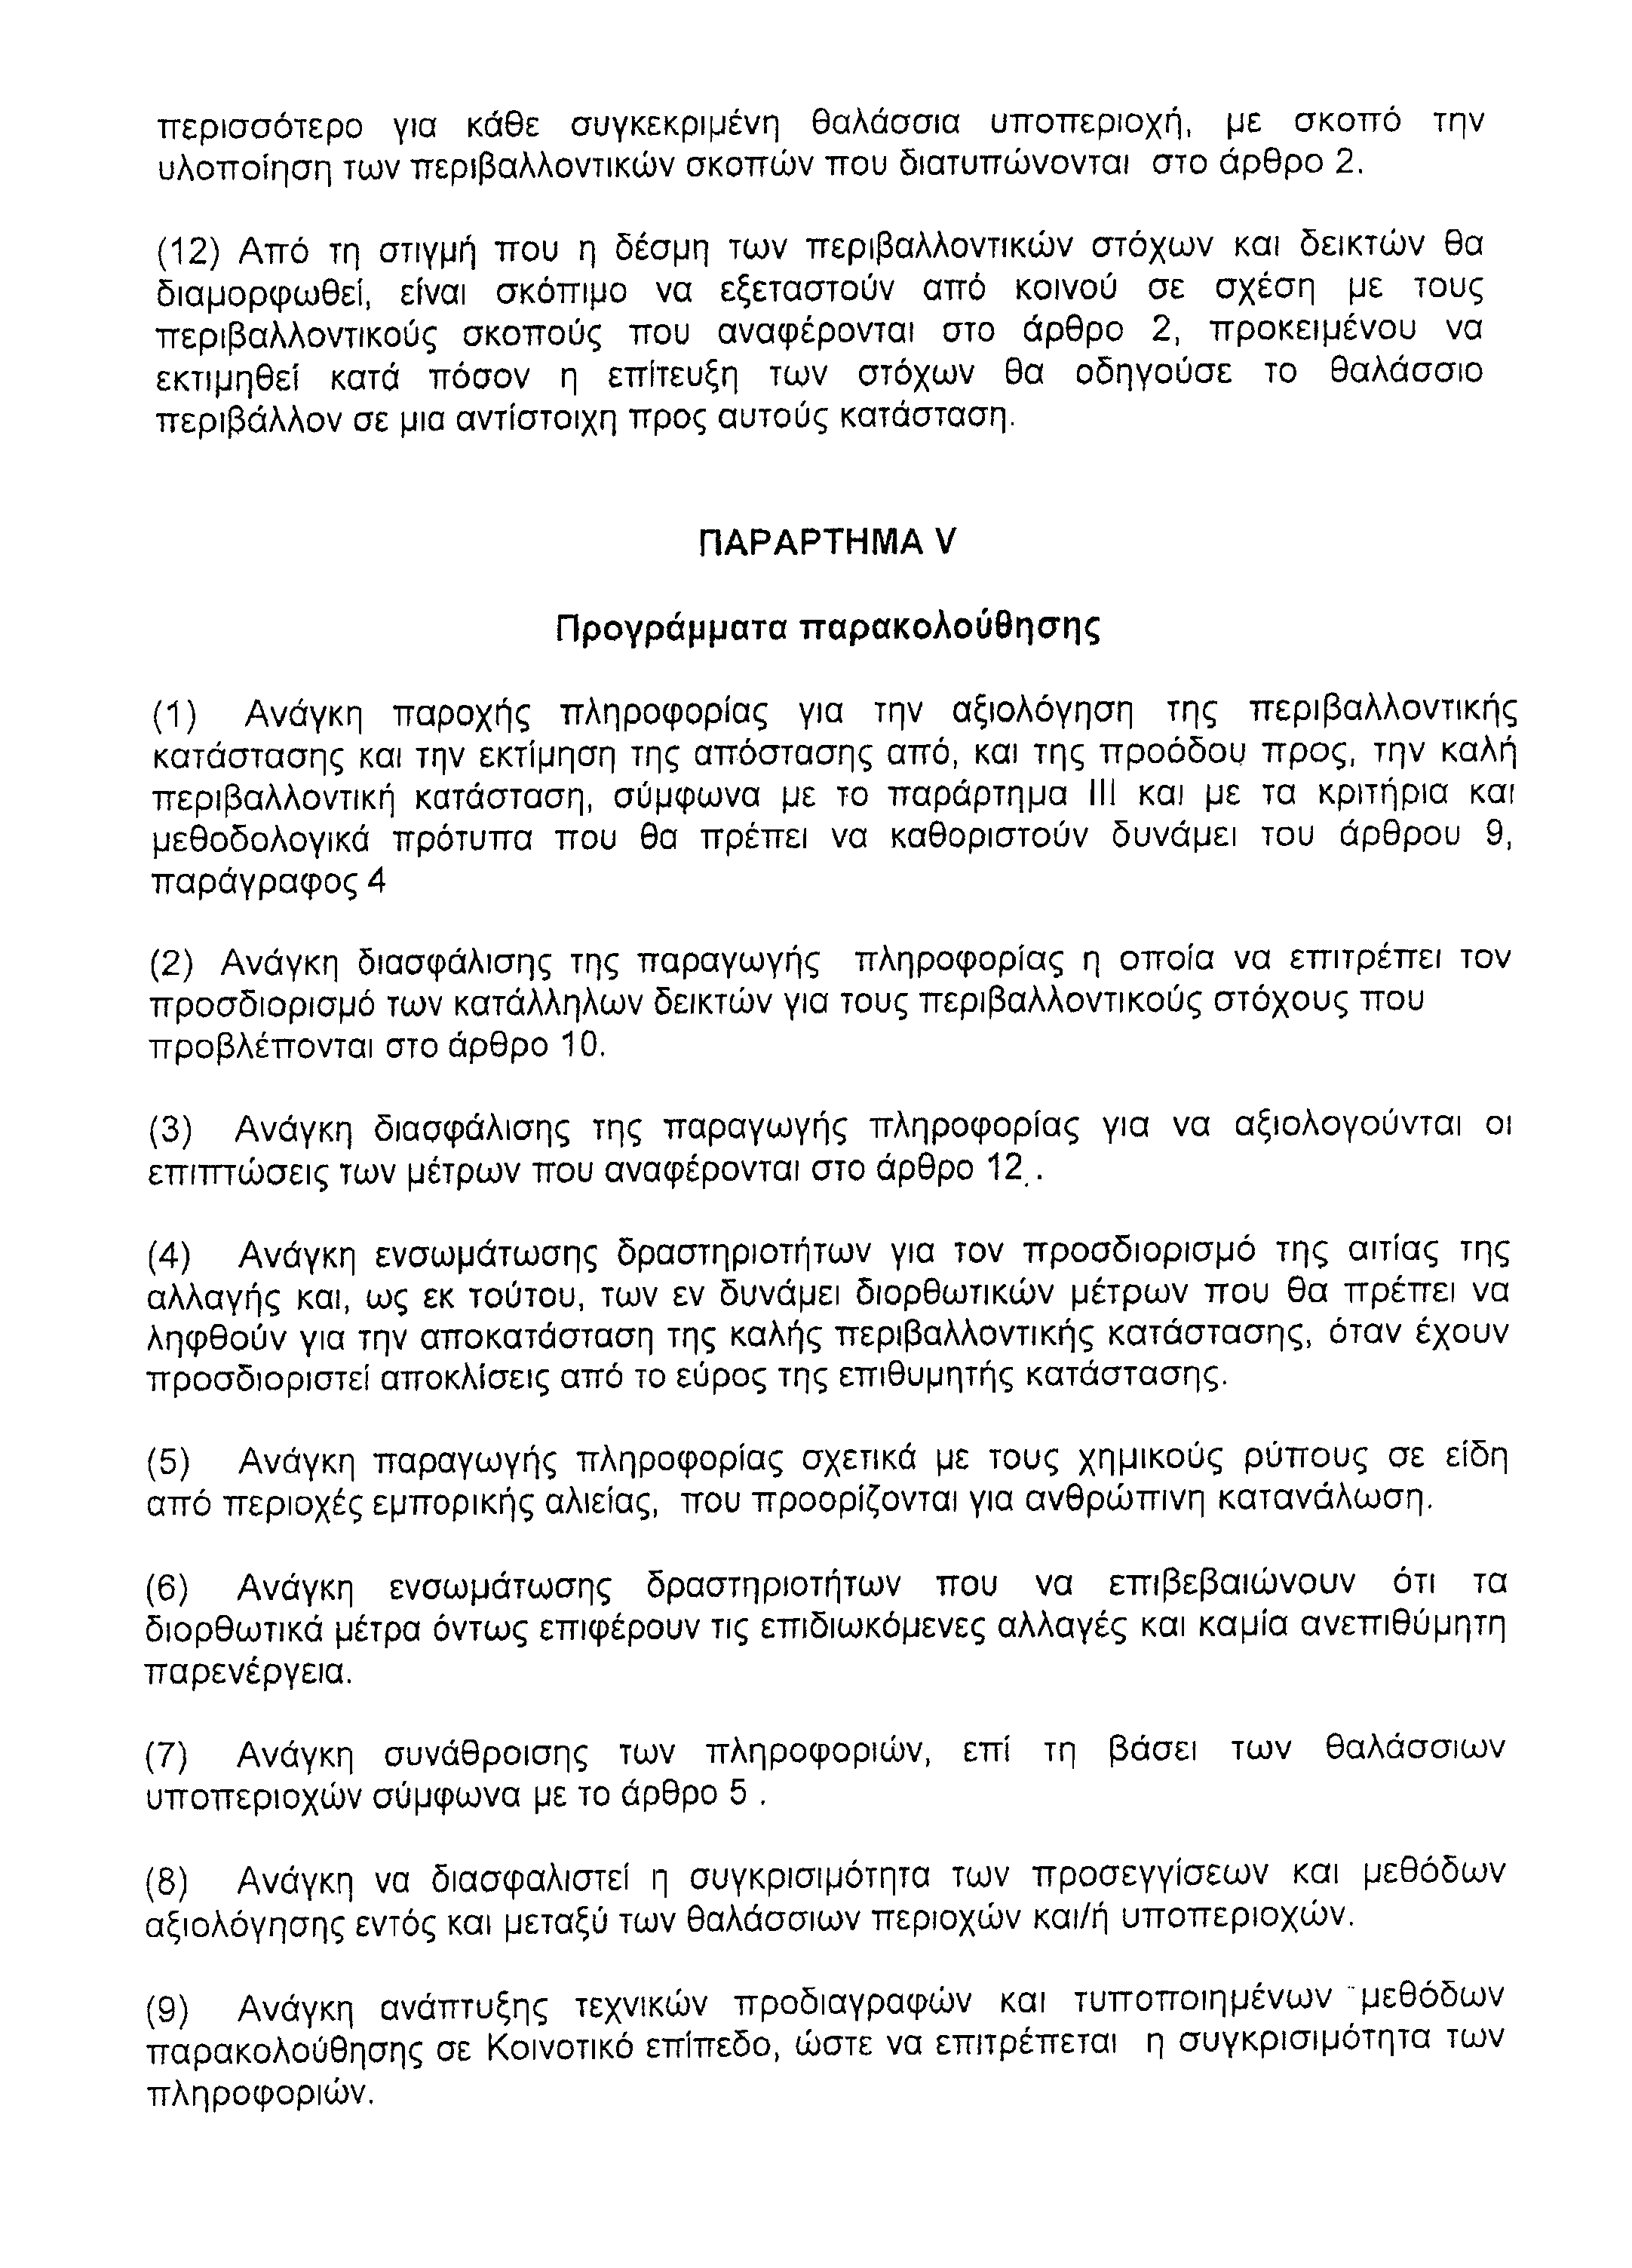 περισσότερο για κάθε συγκεκριμένη θαλάσσια υποπεριοχή, με σκοπό την
υλοποίηση των περιβαλλοντικών σκοπών που διατυπώνονται στο άρθρο 2.
(12) Από τη στιγμή που η δέσμη των περιβαλλοντικών στόχων και δεικτών θα
διαμορφωθεί, είναι σκόπιμο να εξεταστούν από κοινού σε σχέση με τους
περιβαλλοντικούς σκοπούς που αναφέρονται στο άρθρο 2, προκειμένου να
εκτιμηθεί κατά πόσον η επίτευξη των στόχων θα οδηγούσε το θαλάσσιο
περιβάλλον σε μια αντίστοιχη προς αυτούς κατάσταση.
ΠΑΡΑΡΤΗΜΑ V
Προγράμματα παρακολούθησης
(1) Ανάγκη παροχής πληροφορίας για την αξιολόγηση της περιβαλλοντικής
κατάστασης και την εκτίμηση της απόστασης από, και της προόδου προς, την καλή
περιβαλλοντική κατάσταση, σύμφωνα με το παράρτημα III και με τα κριτήρια και
μεθοδολογικά πρότυπα που θα πρέπει να καθοριστούν δυνάμει του άρθρου 9,
παράγραφος 4
(2) Ανάγκη διασφάλισης της παραγωγής πληροφορίας η οποία να επιτρέπει τον
προσδιορισμό των κατάλληλων δεικτών για τους περιβαλλοντικούς στόχους που
προβλέπονται στο άρθρο 10.
(3) Ανάγκη διασφάλισης της παραγωγής πληροφορίας για να αξιολογούνται οι
επιπτώσεις των μέτρων που αναφέρονται στο άρθρο 12 .
(4) Ανάγκη ενσωμάτωσης δραστηριοτήτων για τον προσδιορισμό της αιτίας της
αλλαγής και, ως εκ τούτου, των εν δυνάμει διορθωτικών μέτρων που θα πρέπει να
ληφθούν για την αποκατάσταση της καλής περιβαλλοντικής κατάστασης, όταν έχουν
προσδιοριστεί αποκλίσεις από το εύρος της επιθυμητής κατάστασης.
(5) Ανάγκη παραγωγής πληροφορίας σχετικά με τους χημικούς ρύπους σε είδη
από περιοχές εμπορικής αλιείας, που προορίζονται για ανθρώπινη κατανάλωση.
(6) Ανάγκη ενσωμάτωσης δραστηριοτήτων που να επιβεβαιώνουν ότι τα
διορθωτικά μέτρα όντως επιφέρουν τις επιδιωκόμενες αλλαγές και καμία ανεπιθύμητη
παρενέργεια.
(7) Ανάγκη συνάθροισης των πληροφοριών, επί τη βάσει των θαλάσσιων
υποπεριοχών σύμφωνα με το άρθρο 5 .
(8) Ανάγκη να διασφαλιστεί η συγκρισιμότητα των προσεγγίσεων και μεθόδων
αξιολόγησης εντός και μεταξύ των θαλάσσιων περιοχών και/ή υποπεριοχών.
(9) Ανάγκη ανάπτυξης τεχνικών προδιαγραφών και τυποποιημένων μεθόδων
παρακολούθησης σε Κοινοτικό επίπεδο, ώστε να επιτρέπεται η συγκρισιμότητα των
πληροφοριών.